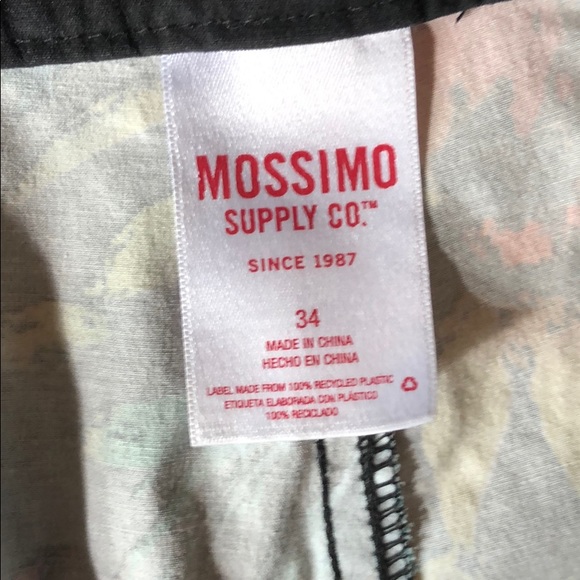 MOSSIMO
SUPPLY CO.™
SINCE 1987
34
MADE IN CHINA
HECHO EN CHINA
LABEL MADE FROM 100% RECYCLED PLASTIC
ETIQUETA ELABORADA CON PLÁSTICO
100% RECICLADO